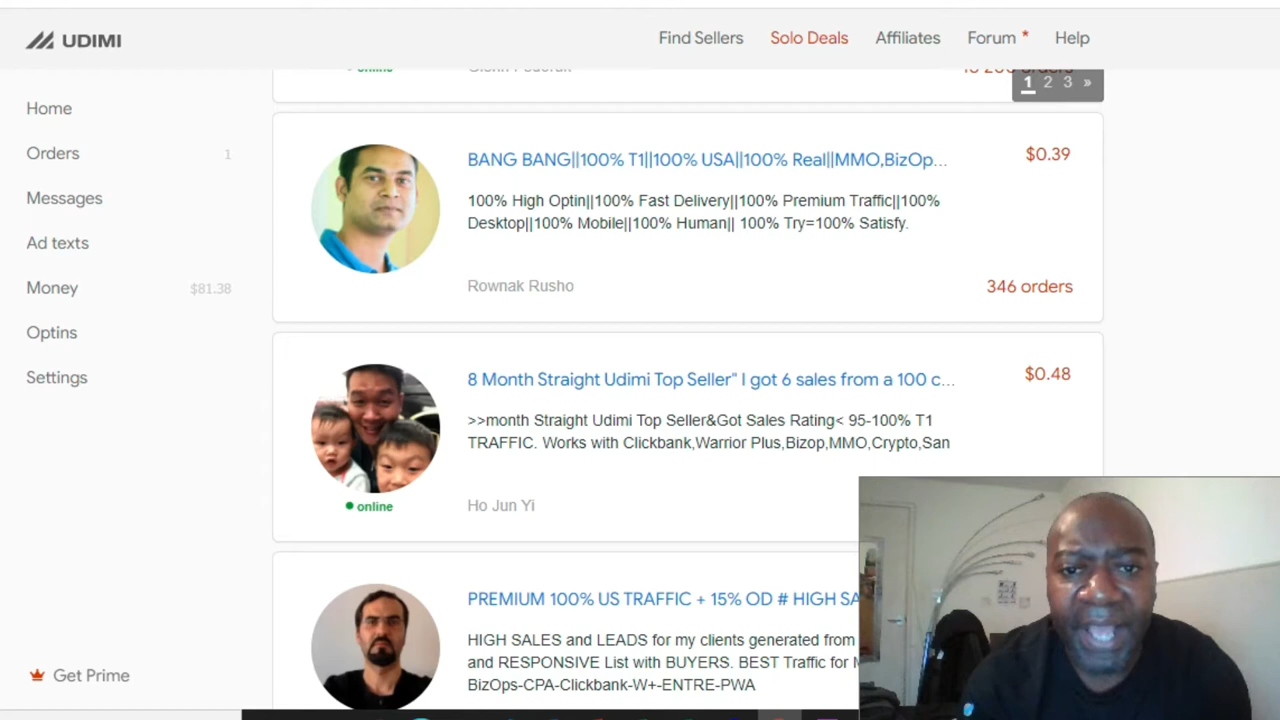 UDIMI
Find Sellers
Solo Deals
Affiliates
Forum *
Help
Home
Orders 1
Messages
Ad texts
Money $81.38
Optins
Settings
Get Prime
online
orders
1 2 3 »
BANG BANG||100% T1||100% USA||100% Real||MMO,BizOp...
$0.39
100% High Optin||100% Fast Delivery||100% Premium Traffic||100%
Desktop||100% Mobile||100% Human|| 100% Try=100% Satisfy.
Rownak Rusho
346 orders
8 Month Straight Udimi Top Seller" I got 6 sales from a 100 c...
$0.48
>>month Straight Udimi Top Seller&Got Sales Rating< 95-100% T1
TRAFFIC. Works with Clickbank,Warrior Plus,Bizop,MMO,Crypto,San
online
Ho Jun Yi
PREMIUM 100% US TRAFFIC + 15% OD # HIGH SA
HIGH SALES and LEADS for my clients generated from
and RESPONSIVE List with BUYERS. BEST Traffic for
BizOps-CPA-Clickbank-W+-ENTRE-PWA